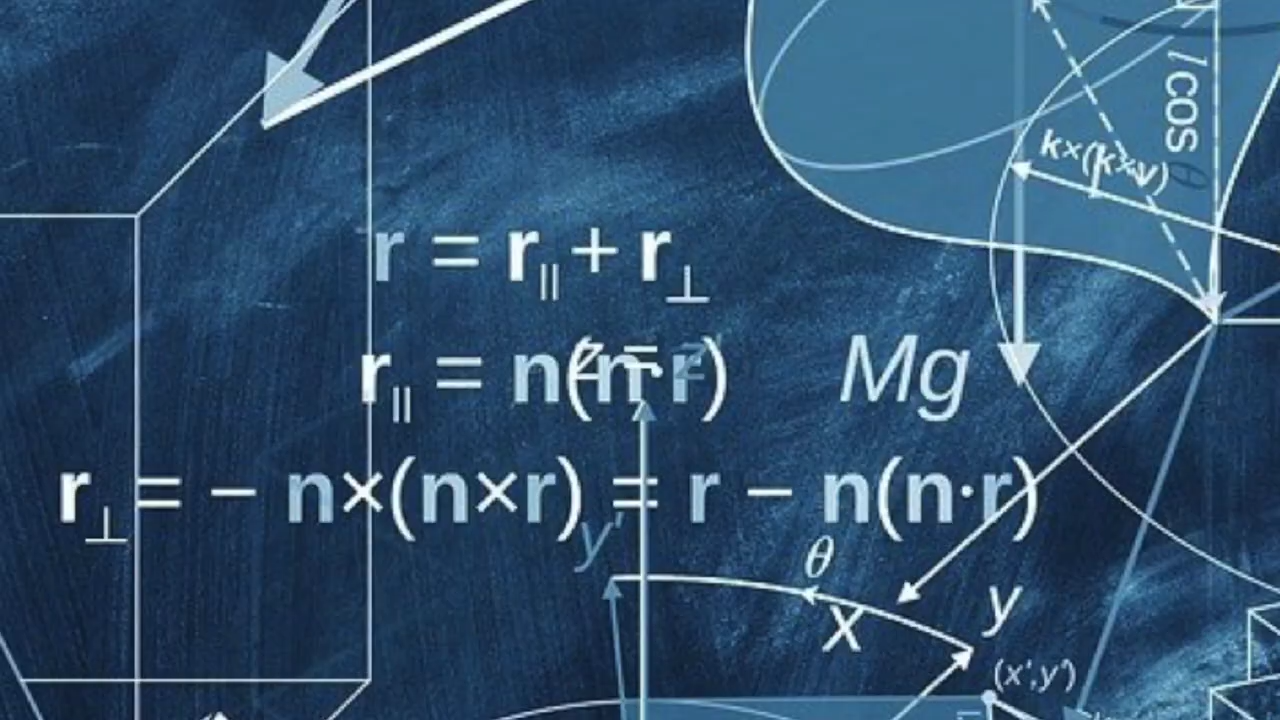 l cos θ
k×(k×v)
r = r∥ + r⊥
z = z'
r∥ = n(n·r)
Mg
r⊥ = − n×(n×r) = r − n(n·r)
y'
θ
x
y
(x',y')